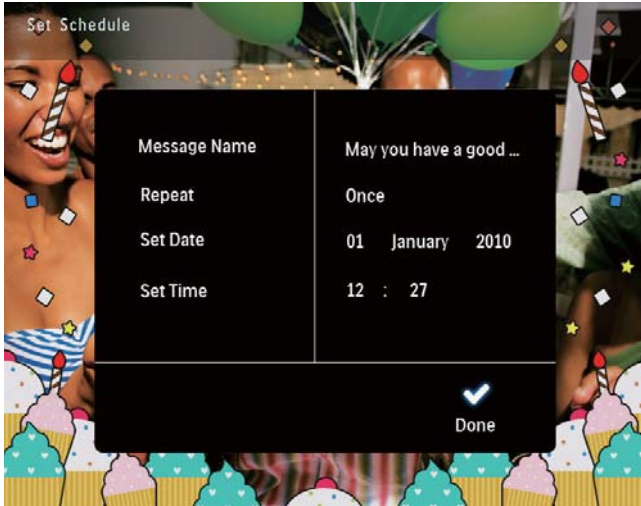 Set Schedule
Message Name May you have a good ...
Repeat Once
Set Date 01 January 2010
Set Time 12 : 27
Done